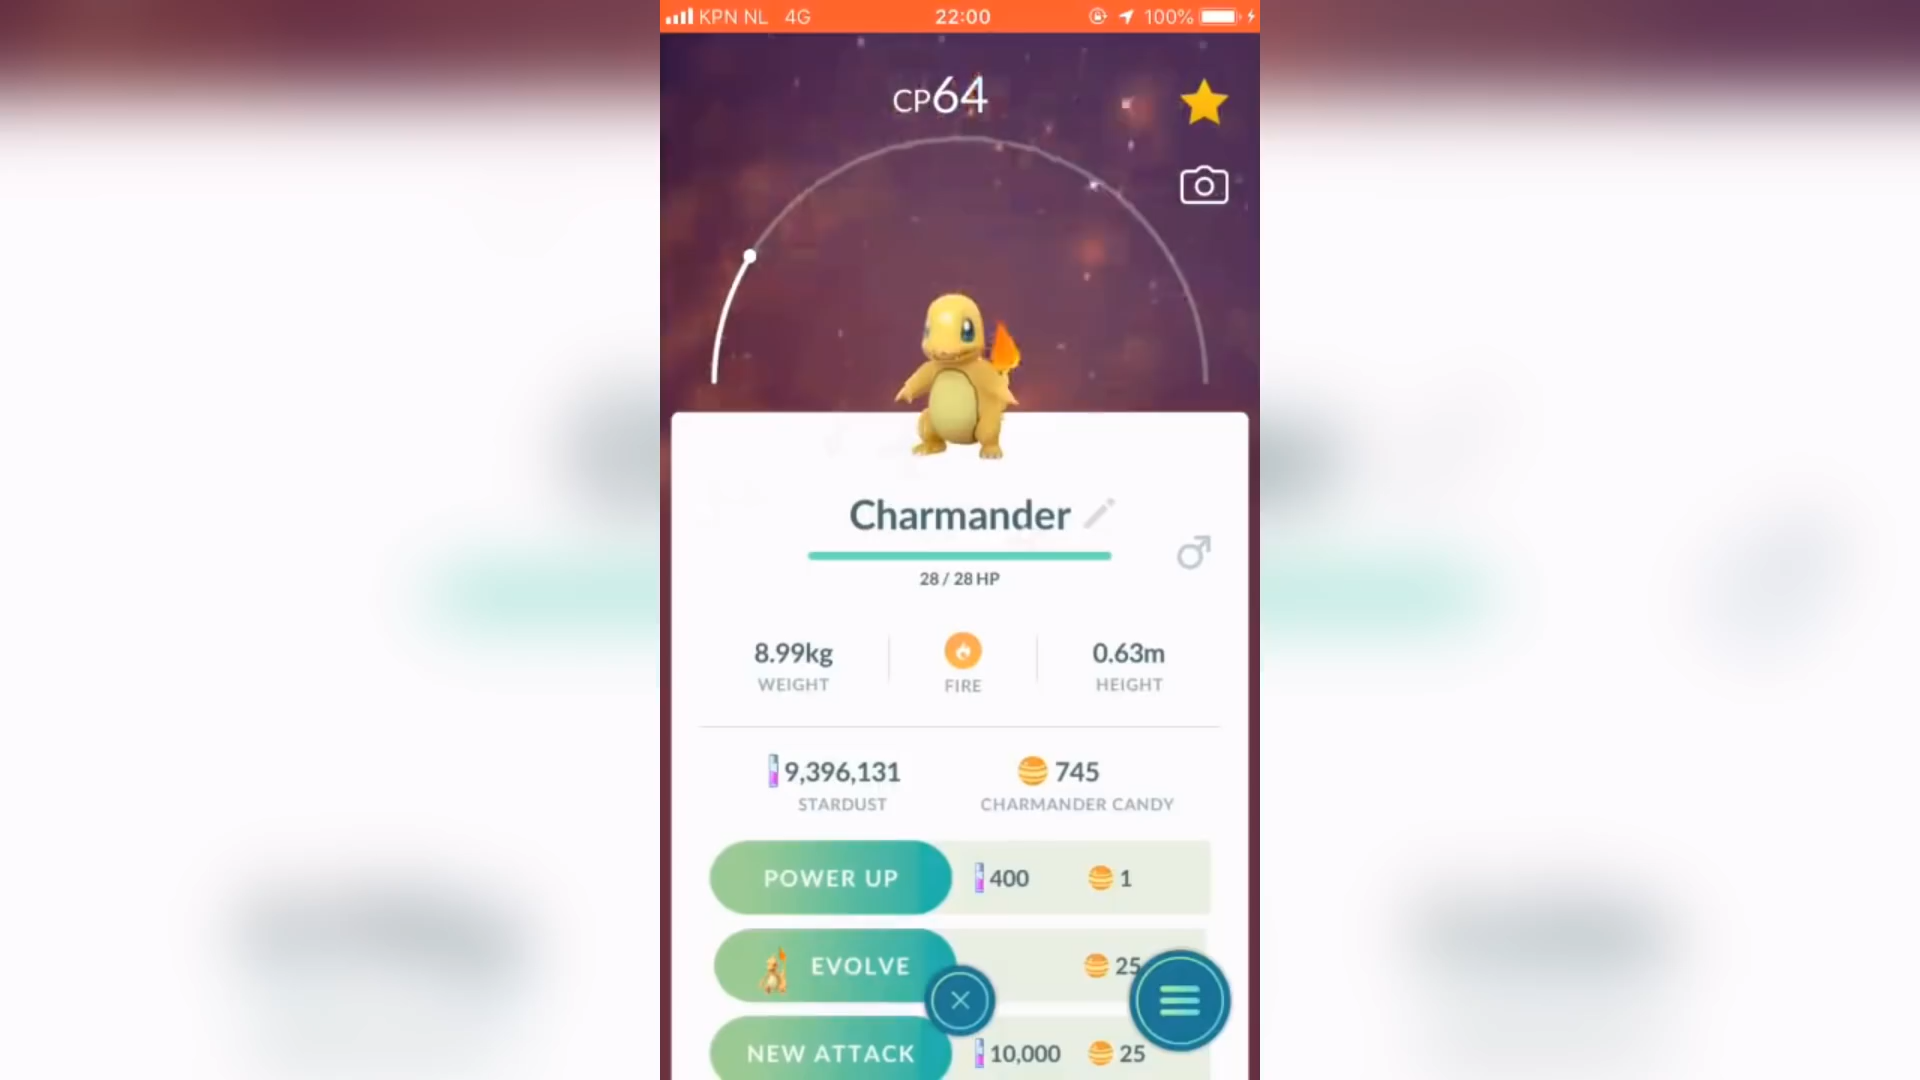 KPN NL 4G 22:00 100%
CP64
Charmander
28 / 28 HP
8.99kg 0.63m
WEIGHT FIRE HEIGHT
9,396,131 745
STARDUST CHARMANDER CANDY
POWER UP 400 1
EVOLVE 25
NEW ATTACK 10,000 25